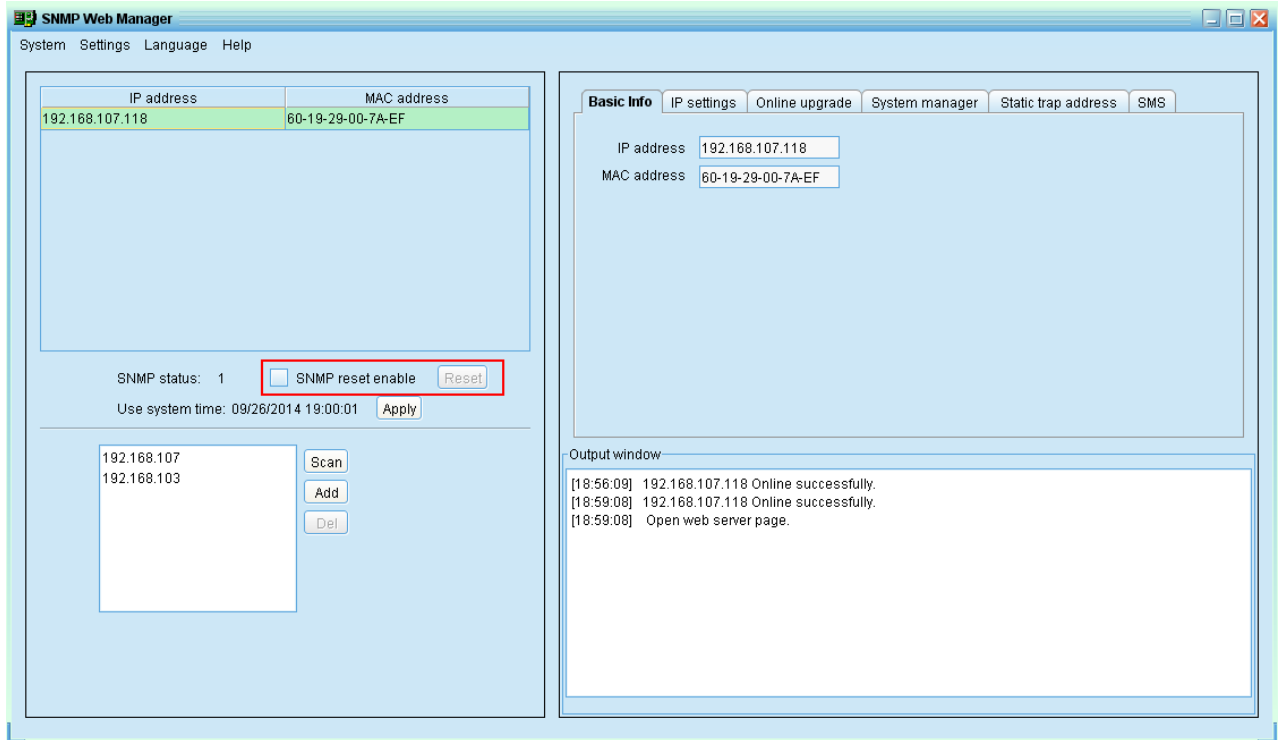 SNMP Web Manager
System Settings Language Help
IP address MAC address
192.168.107.118 60-19-29-00-7A-EF
SNMP status: 1 SNMP reset enable Reset
Use system time: 09/26/2014 19:00:01 Apply
192.168.107
192.168.103
Scan
Add
Del
Basic Info IP settings Online upgrade System manager Static trap address SMS
IP address 192.168.107.118
MAC address 60-19-29-00-7A-EF
Output window
[18:56:09] 192.168.107.118 Online successfully.
[18:59:08] 192.168.107.118 Online successfully.
[18:59:08] Open web server page.